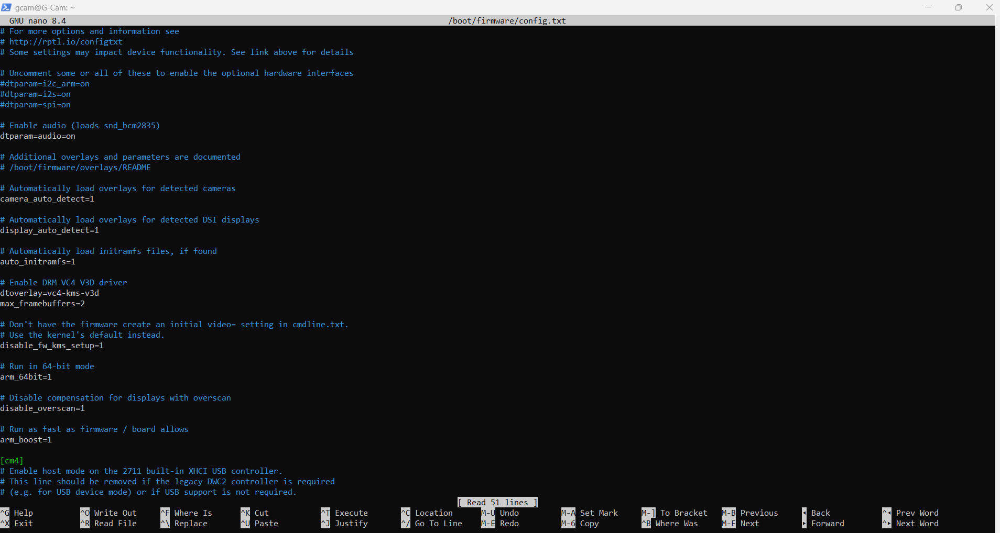 gcam@G-Cam: ~
GNU nano 8.4 /boot/firmware/config.txt
# For more options and information see
# http://rptl.io/configtxt
# Some settings may impact device functionality. See link above for details
# Uncomment some or all of these to enable the optional hardware interfaces
#dtparam=i2c_arm=on
#dtparam=i2s=on
#dtparam=spi=on
# Enable audio (loads snd_bcm2835)
dtparam=audio=on
# Additional overlays and parameters are documented
# /boot/firmware/overlays/README
# Automatically load overlays for detected cameras
camera_auto_detect=1
# Automatically load overlays for detected DSI displays
display_auto_detect=1
# Automatically load initramfs files, if found
auto_initramfs=1
# Enable DRM VC4 V3D driver
dtoverlay=vc4-kms-v3d
max_framebuffers=2
# Don't have the firmware create an initial video= setting in cmdline.txt.
# Use the kernel's default instead.
disable_fw_kms_setup=1
# Run in 64-bit mode
arm_64bit=1
# Disable compensation for displays with overscan
disable_overscan=1
# Run as fast as firmware / board allows
arm_boost=1
[cm4]
# Enable host mode on the 2711 built-in XHCI USB controller.
# This line should be removed if the legacy DWC2 controller is required
# (e.g. for USB device mode) or if USB support is not required.
[ Read 51 lines ]
^G Help ^O Write Out ^F Where Is ^K Cut ^T Execute ^C Location M-U Undo M-A Set Mark M-] To Bracket M-B Previous ◂ Back ^◂ Prev Word
^X Exit ^R Read File ^\ Replace ^U Paste ^J Justify ^/ Go To Line M-E Redo M-6 Copy ^B Where Was M-F Next ▸ Forward ^▸ Next Word